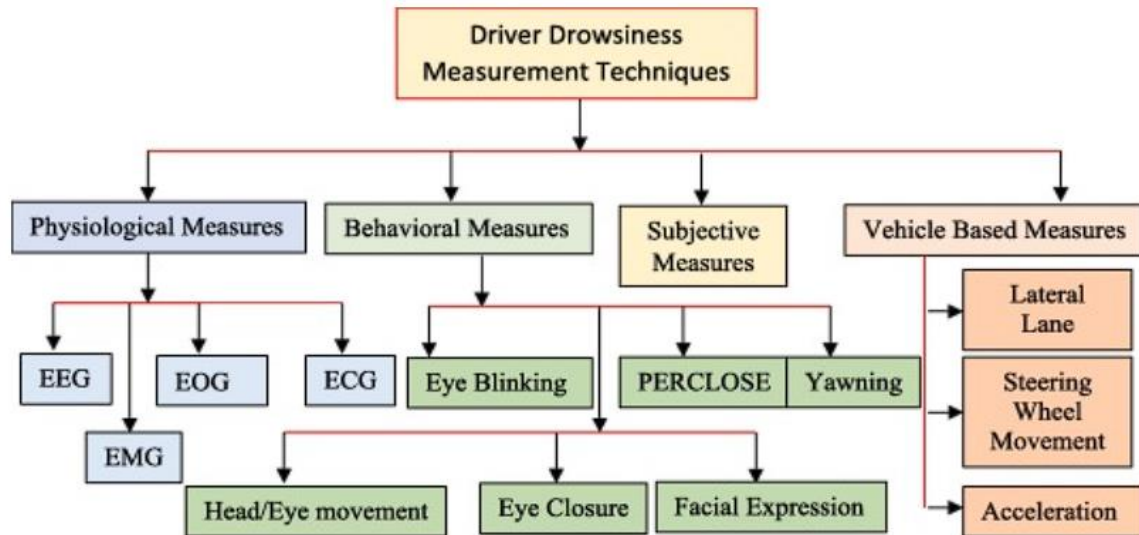 Driver Drowsiness
Measurement Techniques
Physiological Measures
Behavioral Measures
Subjective
Measures
Vehicle Based Measures
EEG
EOG
ECG
EMG
Eye Blinking
PERCLOSE
Yawning
Head/Eye movement
Eye Closure
Facial Expression
Lateral
Lane
Steering
Wheel
Movement
Acceleration